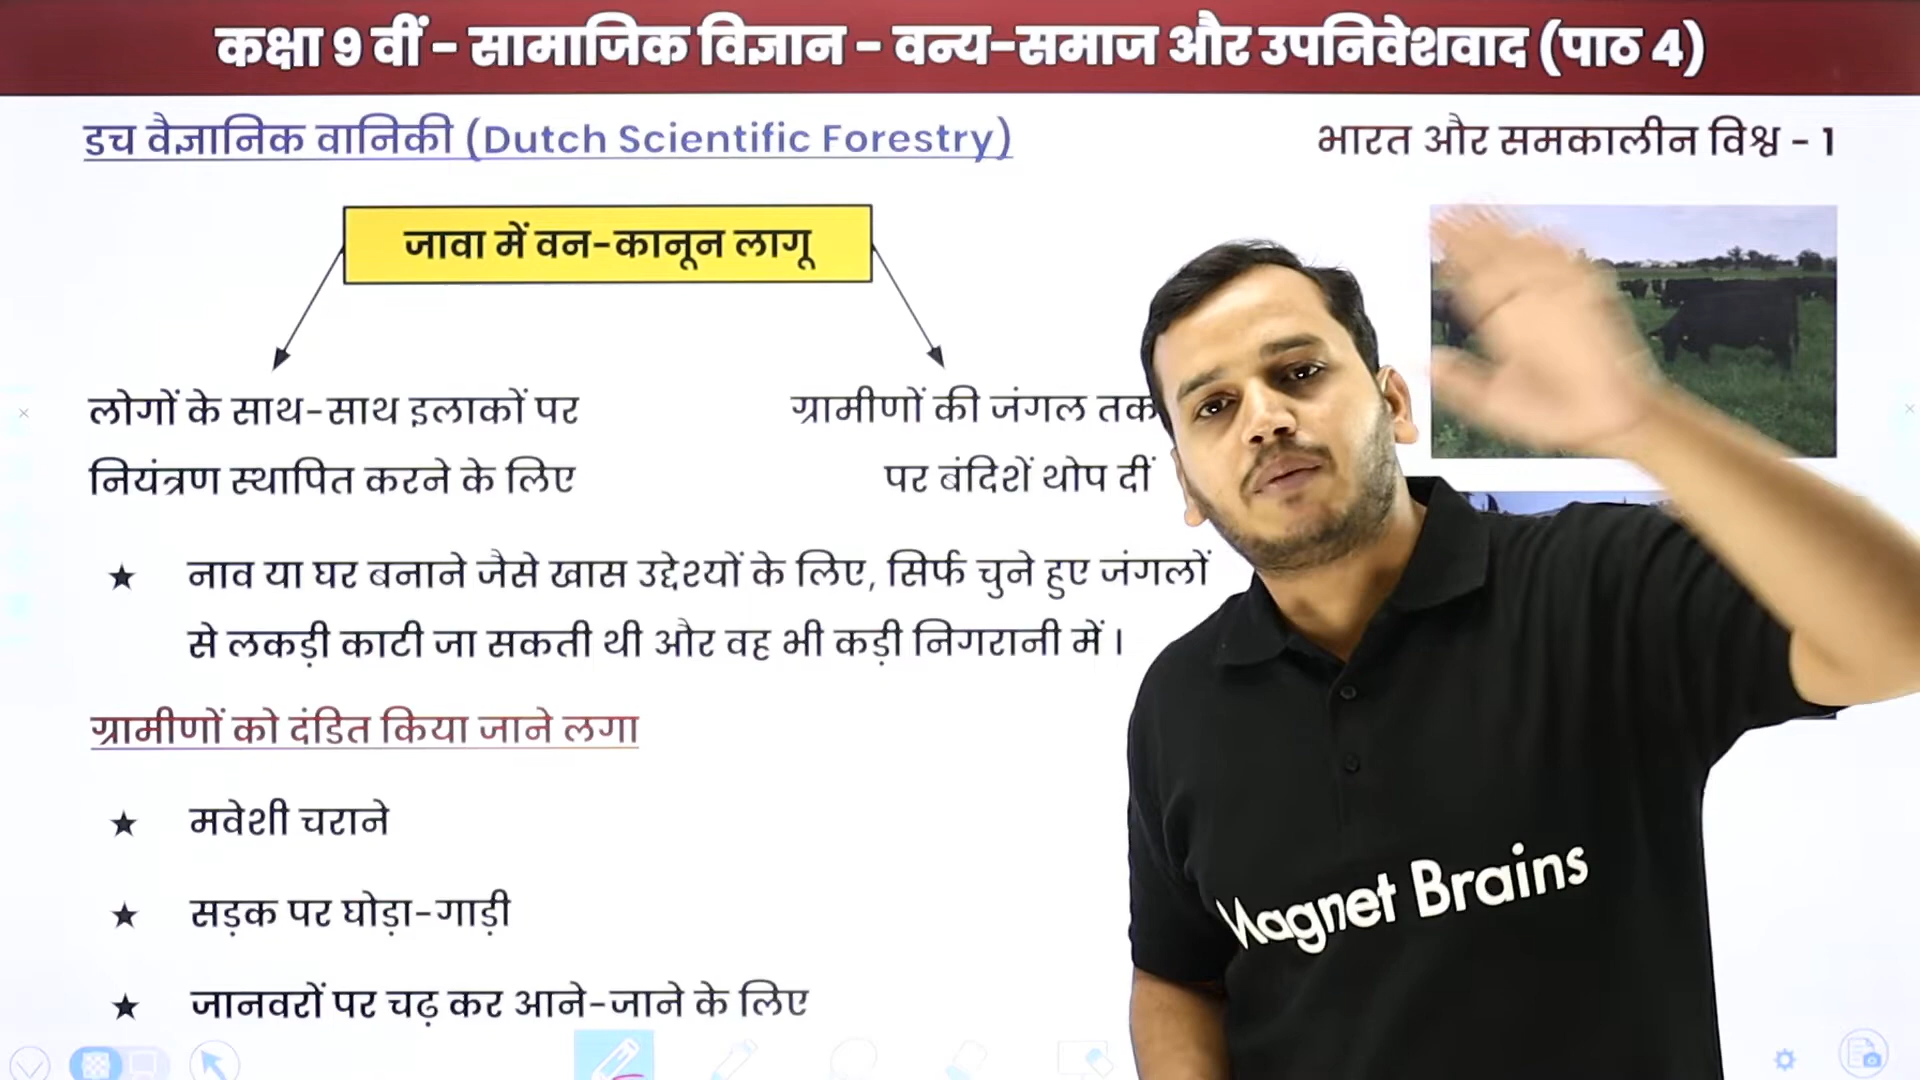 कक्षा 9 वीं - सामाजिक विज्ञान - वन्य-समाज और उपनिवेशवाद (पाठ 4)
डच वैज्ञानिक वानिकी (Dutch Scientific Forestry)
भारत और समकालीन विश्व - 1
जावा में वन-कानून लागू
लोगों के साथ-साथ इलाकों पर
नियंत्रण स्थापित करने के लिए
ग्रामीणों की जंगल तक
पर बंदिशें थोप दीं
★ नाव या घर बनाने जैसे खास उद्देश्यों के लिए, सिर्फ चुने हुए जंगलों
से लकड़ी काटी जा सकती थी और वह भी कड़ी निगरानी में ।
ग्रामीणों को दंडित किया जाने लगा
★ मवेशी चराने
★ सड़क पर घोड़ा-गाड़ी
★ जानवरों पर चढ़ कर आने-जाने के लिए
Magnet Brains